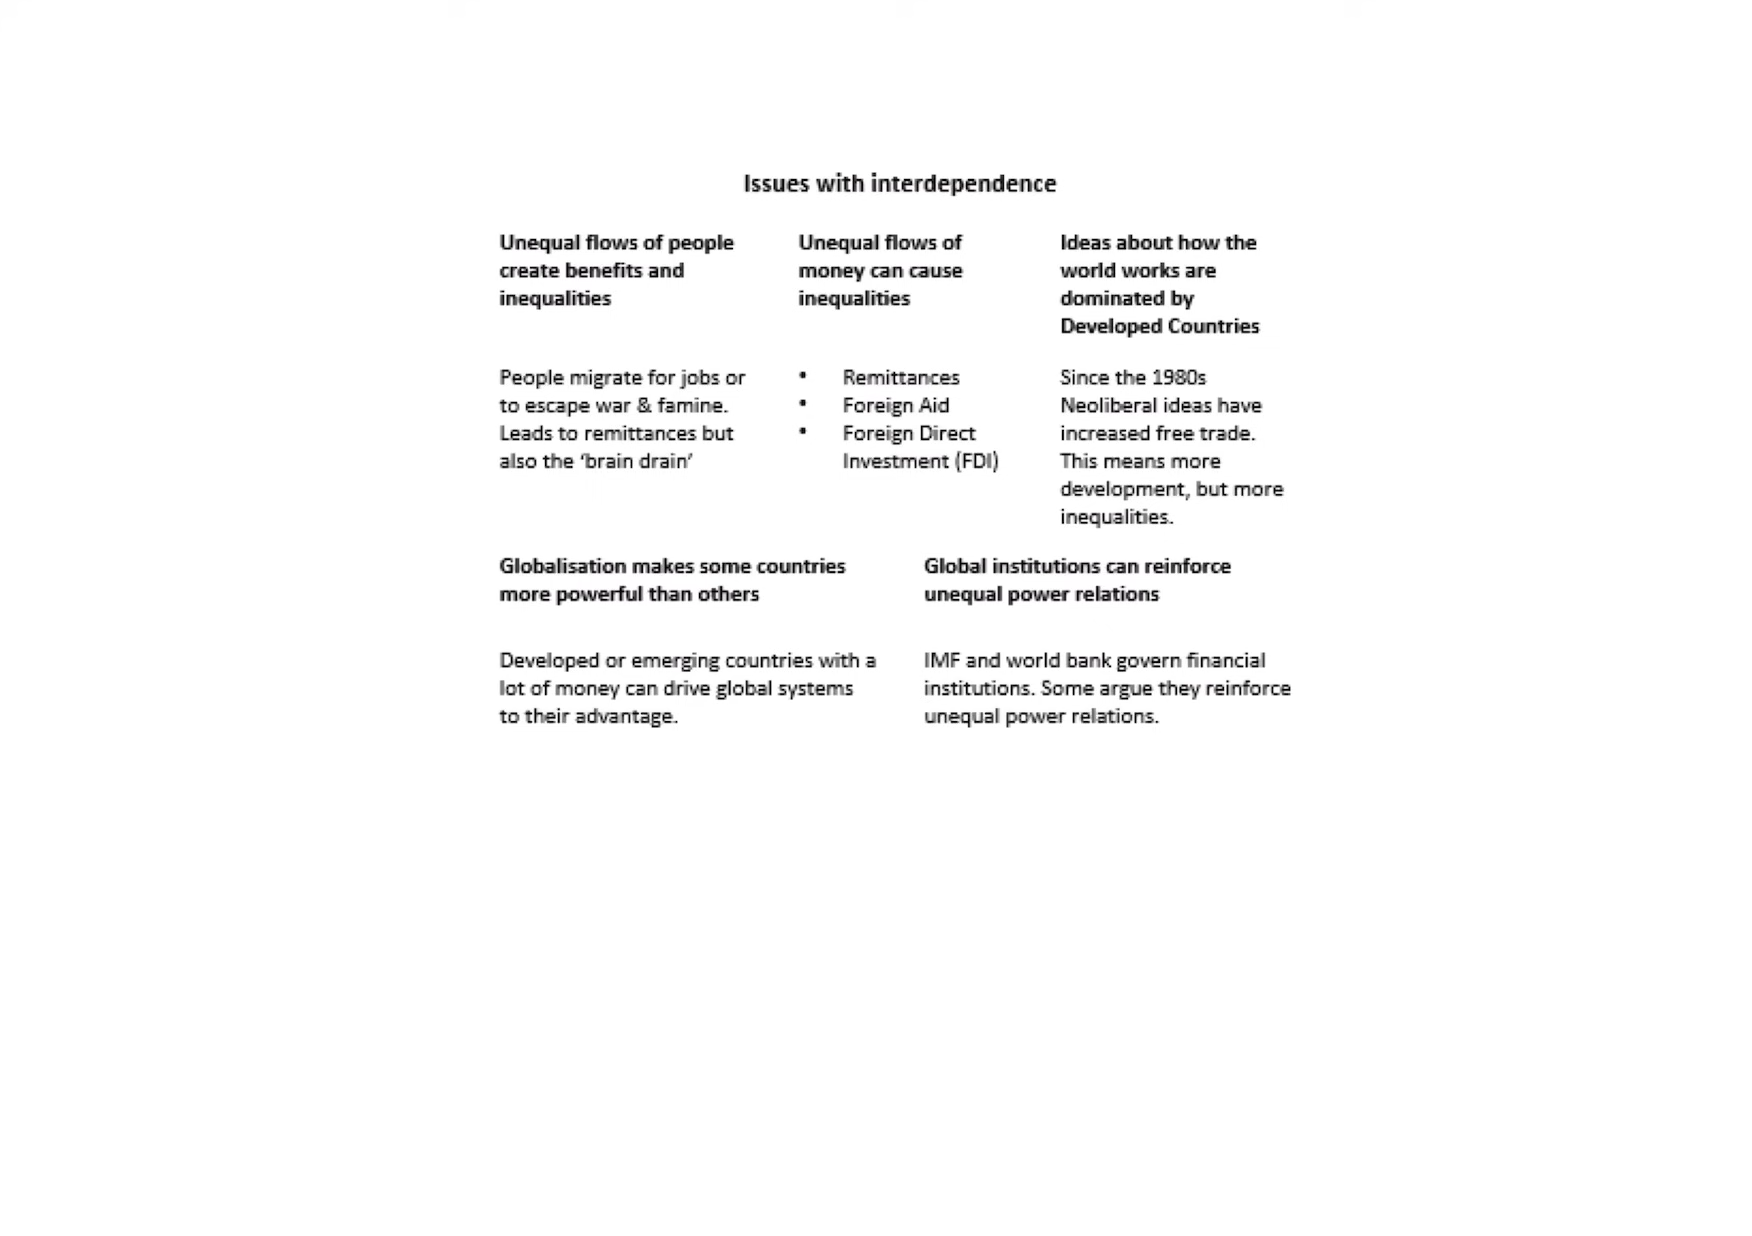 Issues with interdependence
Unequal flows of people
create benefits and
inequalities
Unequal flows of
money can cause
inequalities
Ideas about how the
world works are
dominated by
Developed Countries
People migrate for jobs or
to escape war & famine.
Leads to remittances but
also the ‘brain drain’
• Remittances
• Foreign Aid
• Foreign Direct
Investment (FDI)
Since the 1980s
Neoliberal ideas have
increased free trade.
This means more
development, but more
inequalities.
Globalisation makes some countries
more powerful than others
Global institutions can reinforce
unequal power relations
Developed or emerging countries with a
lot of money can drive global systems
to their advantage.
IMF and world bank govern financial
institutions. Some argue they reinforce
unequal power relations.